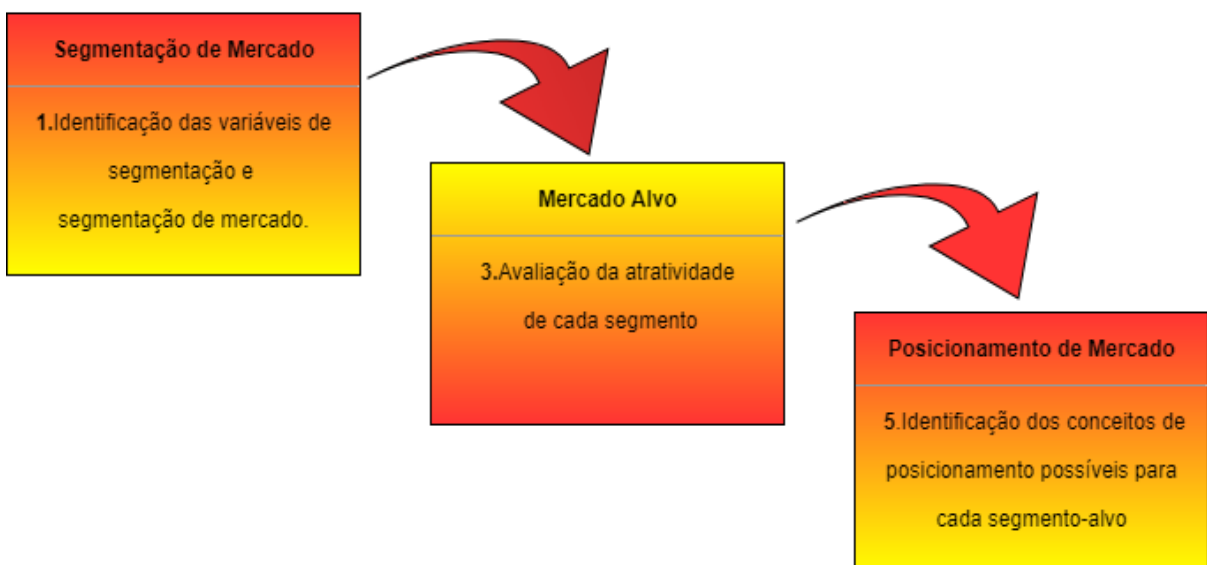 Segmentação de Mercado
1.Identificação das variáveis de
segmentação e
segmentação de mercado.
Mercado Alvo
3.Avaliação da atratividade
de cada segmento
Posicionamento de Mercado
5.Identificação dos conceitos de
posicionamento possíveis para
cada segmento-alvo